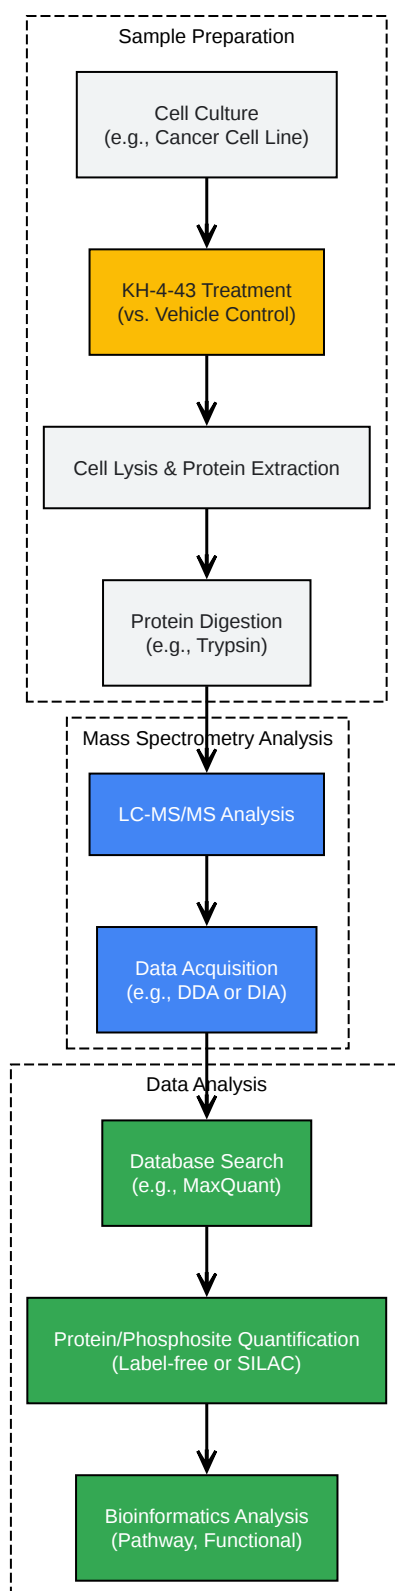 Sample Preparation
Cell Culture
(e.g., Cancer Cell Line)
KH-4-43 Treatment
(vs. Vehicle Control)
Cell Lysis & Protein Extraction
Protein Digestion
(e.g., Trypsin)
Mass Spectrometry Analysis
LC-MS/MS Analysis
Data Acquisition
(e.g., DDA or DIA)
Data Analysis
Database Search
(e.g., MaxQuant)
Protein/Phosphosite Quantification
(Label-free or SILAC)
Bioinformatics Analysis
(Pathway, Functional)